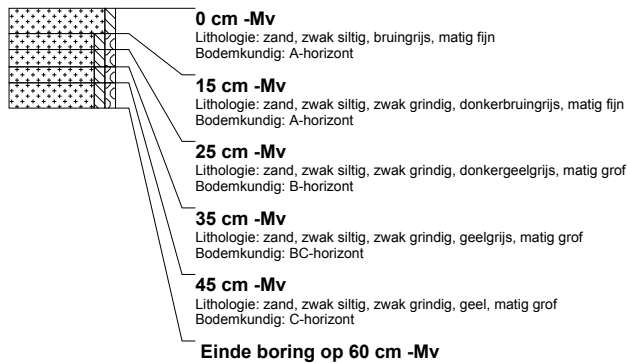 0 cm -Mv
Lithologie: zand, zwak siltig, bruingrijs, matig fijn
Bodemkundig: A-horizont
15 cm -Mv
Lithologie: zand, zwak siltig, zwak grindig, donkerbruingrijs, matig fijn
Bodemkundig: A-horizont
25 cm -Mv
Lithologie: zand, zwak siltig, zwak grindig, donkergeelgrijs, matig grof
Bodemkundig: B-horizont
35 cm -Mv
Lithologie: zand, zwak siltig, zwak grindig, geelgrijs, matig grof
Bodemkundig: BC-horizont
45 cm -Mv
Lithologie: zand, zwak siltig, zwak grindig, geel, matig grof
Bodemkundig: C-horizont
Einde boring op 60 cm -Mv